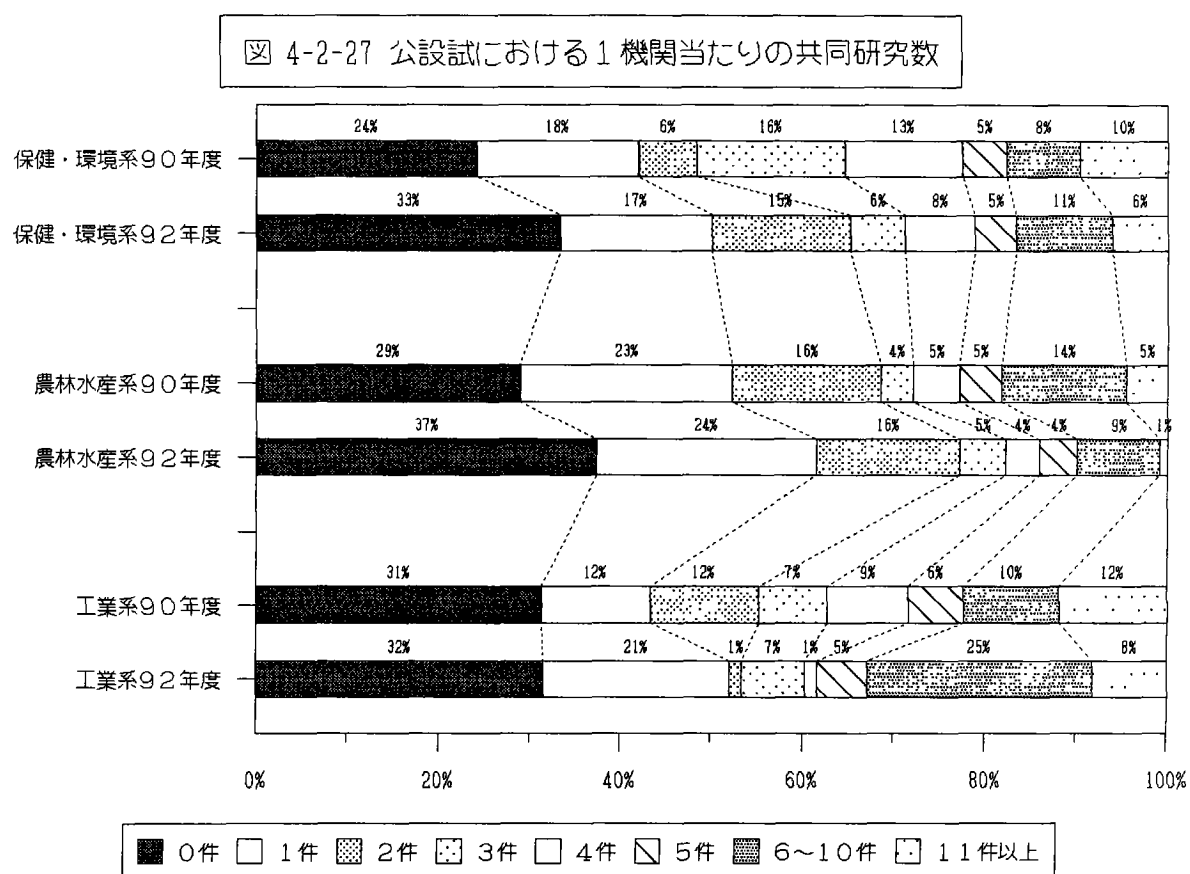 図 4-2-27 公設試における1機関当たりの共同研究数
24% 18% 6% 16% 13% 5% 8% 10%
保健・環境系90年度
33% 17% 15% 6% 8% 5% 11% 6%
保健・環境系92年度
29% 23% 16% 4% 5% 5% 14% 5%
農林水産系90年度
37% 24% 16% 5% 4% 4% 9% 1%
農林水産系92年度
31% 12% 12% 7% 9% 6% 10% 12%
工業系90年度
32% 21% 1% 7% 1% 5% 25% 8%
工業系92年度
0% 20% 40% 60% 80% 100%
0件 1件 2件 3件 4件 5件 6～10件 11件以上